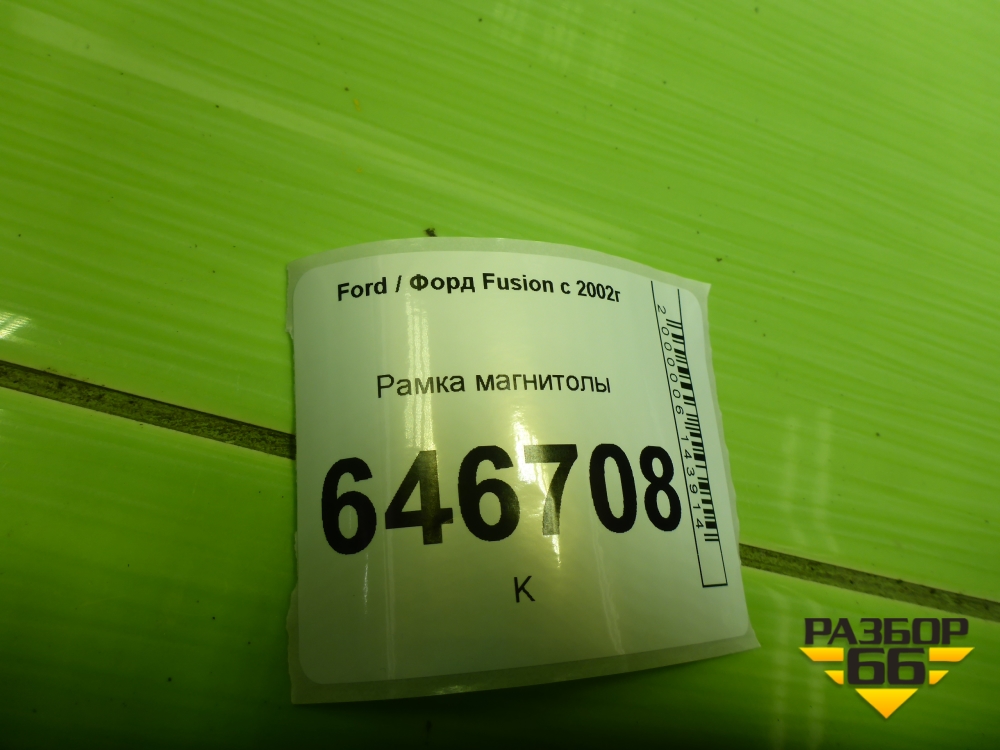 Ford / Форд Fusion с 2002г
Рамка магнитолы
646708
К
2000006143914
РАЗБОР
66